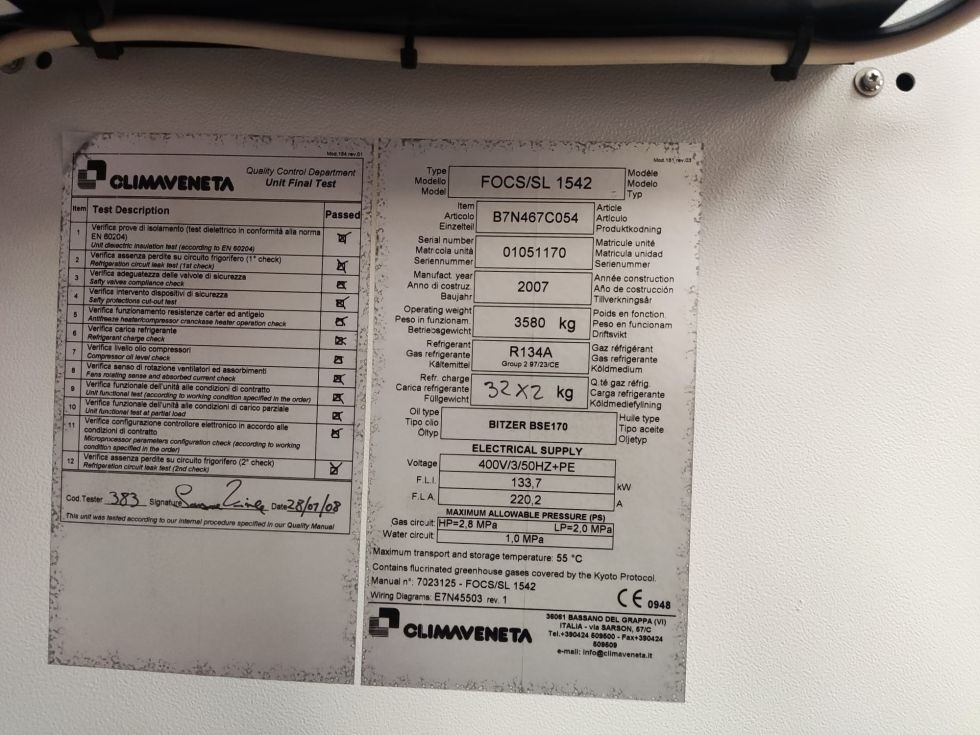 Mod.184 rev.01
CLIMAVENETA
Quality Control Department
Unit Final Test
Item Test Description Passed
1 Verifica prove di isolamento (test dielettrico in conformità alla norma
EN 60204)
Unit dielectric insulation test (according to EN 60204)
2 Verifica assenza perdite su circuito frigorifero (1° check)
Refrigeration circuit leak test (1st check)
3 Verifica adeguatezza delle valvole di sicurezza
Safty valves compliance check
4 Verifica intervento dispositivi di sicurezza
Safty protections cut-out test
5 Verifica funzionamento resistenze carter ed antigelo
Antifreeze heater/compressor cranckase heater operation check
6 Verifica carica refrigerante
Refrigerant charge check
7 Verifica livello olio compressori
Compressor oil level check
8 Verifica senso di rotazione ventilatori ed assorbimenti
Fans rotating sense and absorbed current check
9 Verifica funzionale dell'unità alle condizioni di contratto
Unit functional test (according to working condition specified in the order)
10 Verifica funzionale dell'unità alle condizioni di carico parziale
Unit functional test at partial load
11 Verifica configurazione controllore elettronico in accordo alle
condizioni di contratto
Microprocessor parameters configuration check (according to working
condition specified in the order)
12 Verifica assenza perdite su circuito frigorifero (2° check)
Refrigeration circuit leak test (2nd check)
Cod.Tester 383 Signature Date 28/01/08
This unit was tested according to our internal procedure specified in our Quality Manual
Mod.181 rev.03
Type
Modello
Model
FOCS/SL 1542
Modèle
Modelo
Typ
Item
Articolo
Einzelteil
B7N467C054
Article
Artículo
Produktkodning
Serial number
Matricola unità
Seriennummer
01051170
Matricule unité
Matricula unidad
Serienummer
Manufact. year
Anno di costruz.
Baujahr
2007
Année construction
Año de costrucción
Tillverkningsår
Operating weight
Peso in funzionam.
Betriebsgewicht
3580 kg
Poids en fonction.
Peso en funcionam
Driftsvikt
Refrigerant
Gas refrigerante
Kältemittel
R134A
Group 2 97/23/CE
Gaz réfrigérant
Gas refrigerante
Köldmedium
Refr. charge
Carica refrigerante
Füllgewicht
32X2 kg
Q.té gaz réfrig.
Carga refrigerante
Köldmediefyllning
Oil type
Tipo olio
Öltyp
BITZER BSE170
Huile type
Tipo aceite
Oljetyp
ELECTRICAL SUPPLY
Voltage 400V/3/50HZ+PE
F.L.I. 133,7 kW
F.L.A. 220,2 A
MAXIMUM ALLOWABLE PRESSURE (PS)
Gas circuit: HP=2,8 MPa LP=2,0 MPa
Water circuit: 1,0 MPa
Maximum transport and storage temperature: 55 °C
Contains flucrinated greenhouse gases covered by the Kyoto Protocol.
Manual n°: 7023125 - FOCS/SL 1542
Wiring Diagrams: E7N45503 rev. 1
CE 0948
CLIMAVENETA
36061 BASSANO DEL GRAPPA (VI)
ITALIA - via SARSON, 57/C
Tel.+390424 509500 - Fax+390424
509509
e-mail: info@climaveneta.it